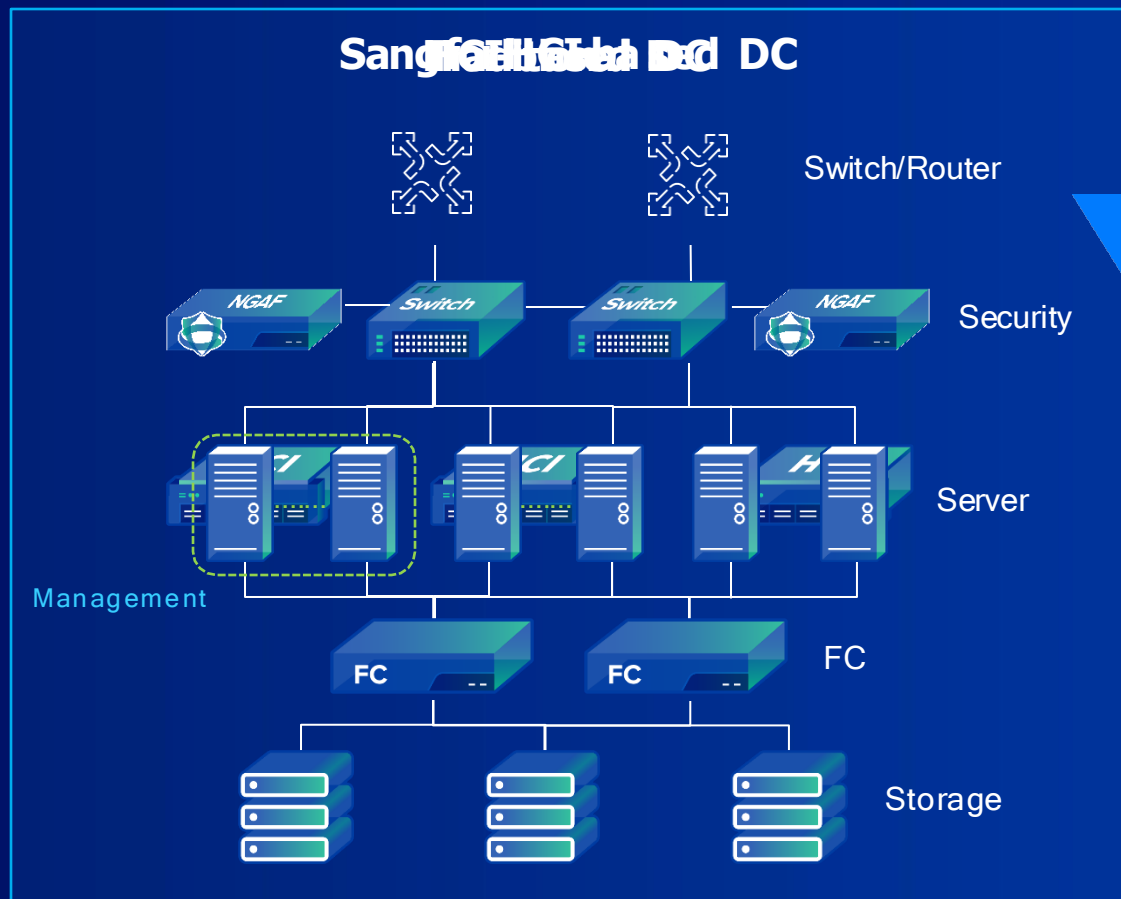 DC
Switch/Router
NGAF
Switch
Switch
NGAF
Security
Server
Management
FC
FC
FC
Storage